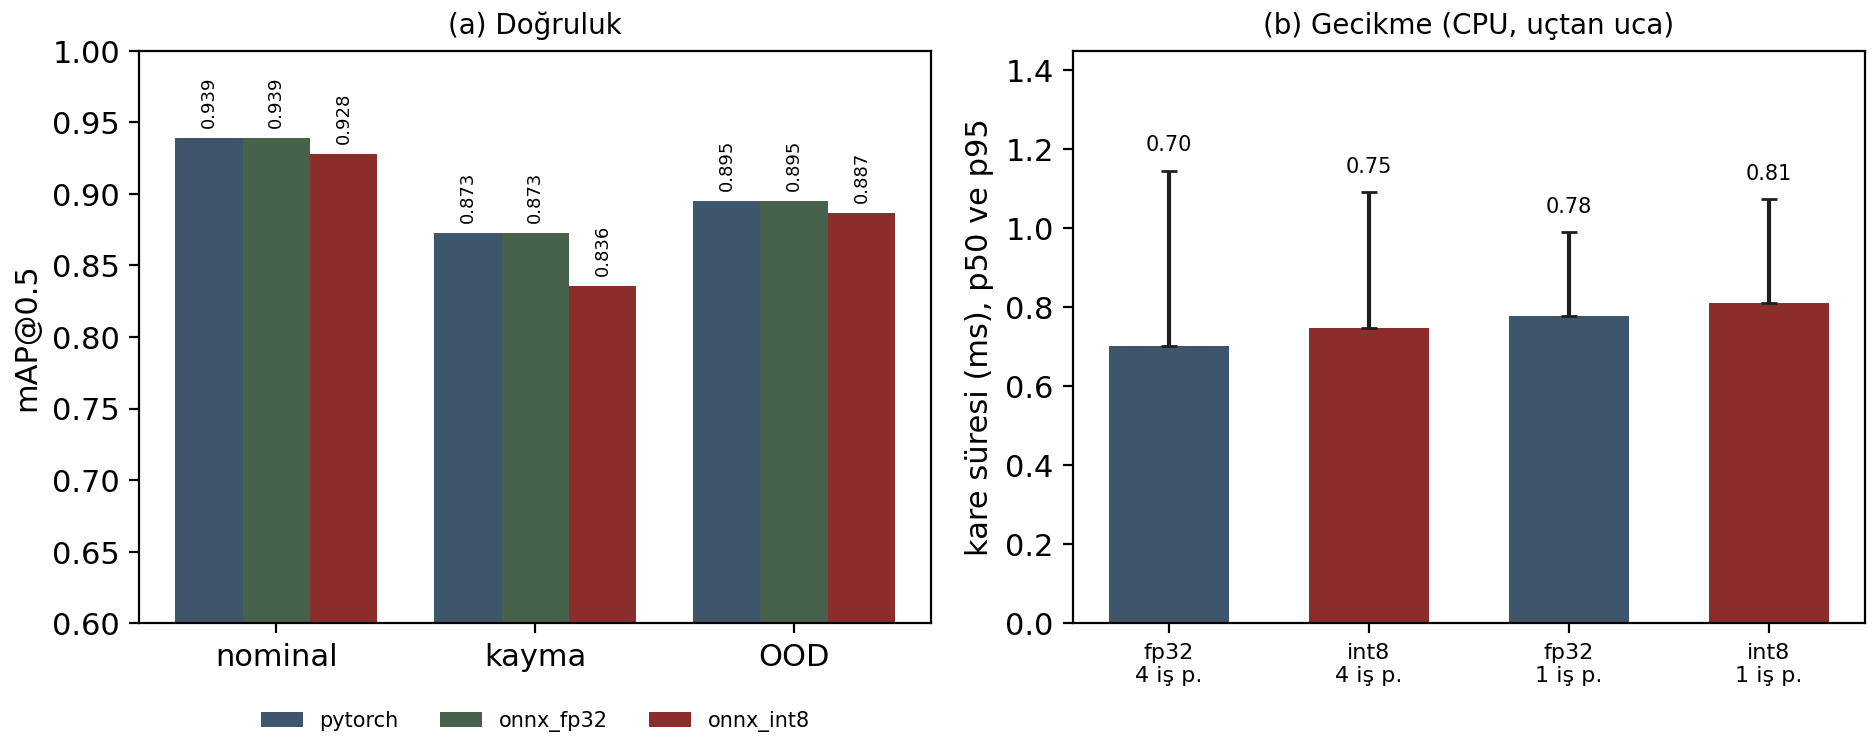 (a) Doğruluk
mAP@0.5
1.00
0.95
0.90
0.85
0.80
0.75
0.70
0.65
0.60
0.939
0.939
0.928
0.873
0.873
0.836
0.895
0.895
0.887
nominal
kayma
OOD
pytorch
onnx_fp32
onnx_int8
(b) Gecikme (CPU, uçtan uca)
kare süresi (ms), p50 ve p95
1.4
1.2
1.0
0.8
0.6
0.4
0.2
0.0
0.70
0.75
0.78
0.81
fp32
4 iş p.
int8
4 iş p.
fp32
1 iş p.
int8
1 iş p.